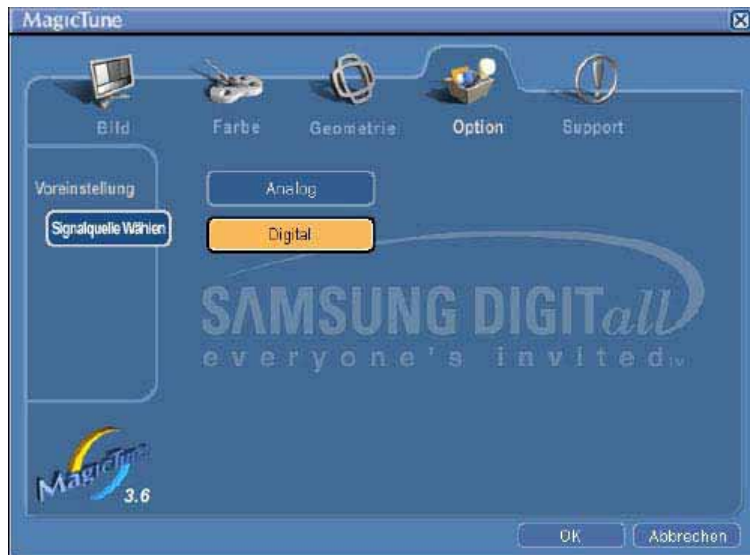 MagicTune
Bild
Farbe
Geometrie
Option
Support
Voreinstellung
Signalquelle Wählen
Analog
Digital
SAMSUNG DIGITall
everyone's invited™
MagicTune
3.6
OK
Abbrechen